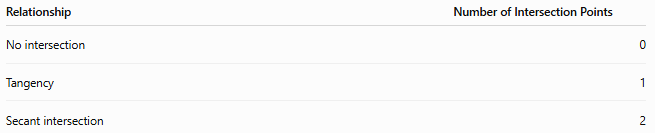 Relationship Number of Intersection Points
No intersection 0
Tangency 1
Secant intersection 2